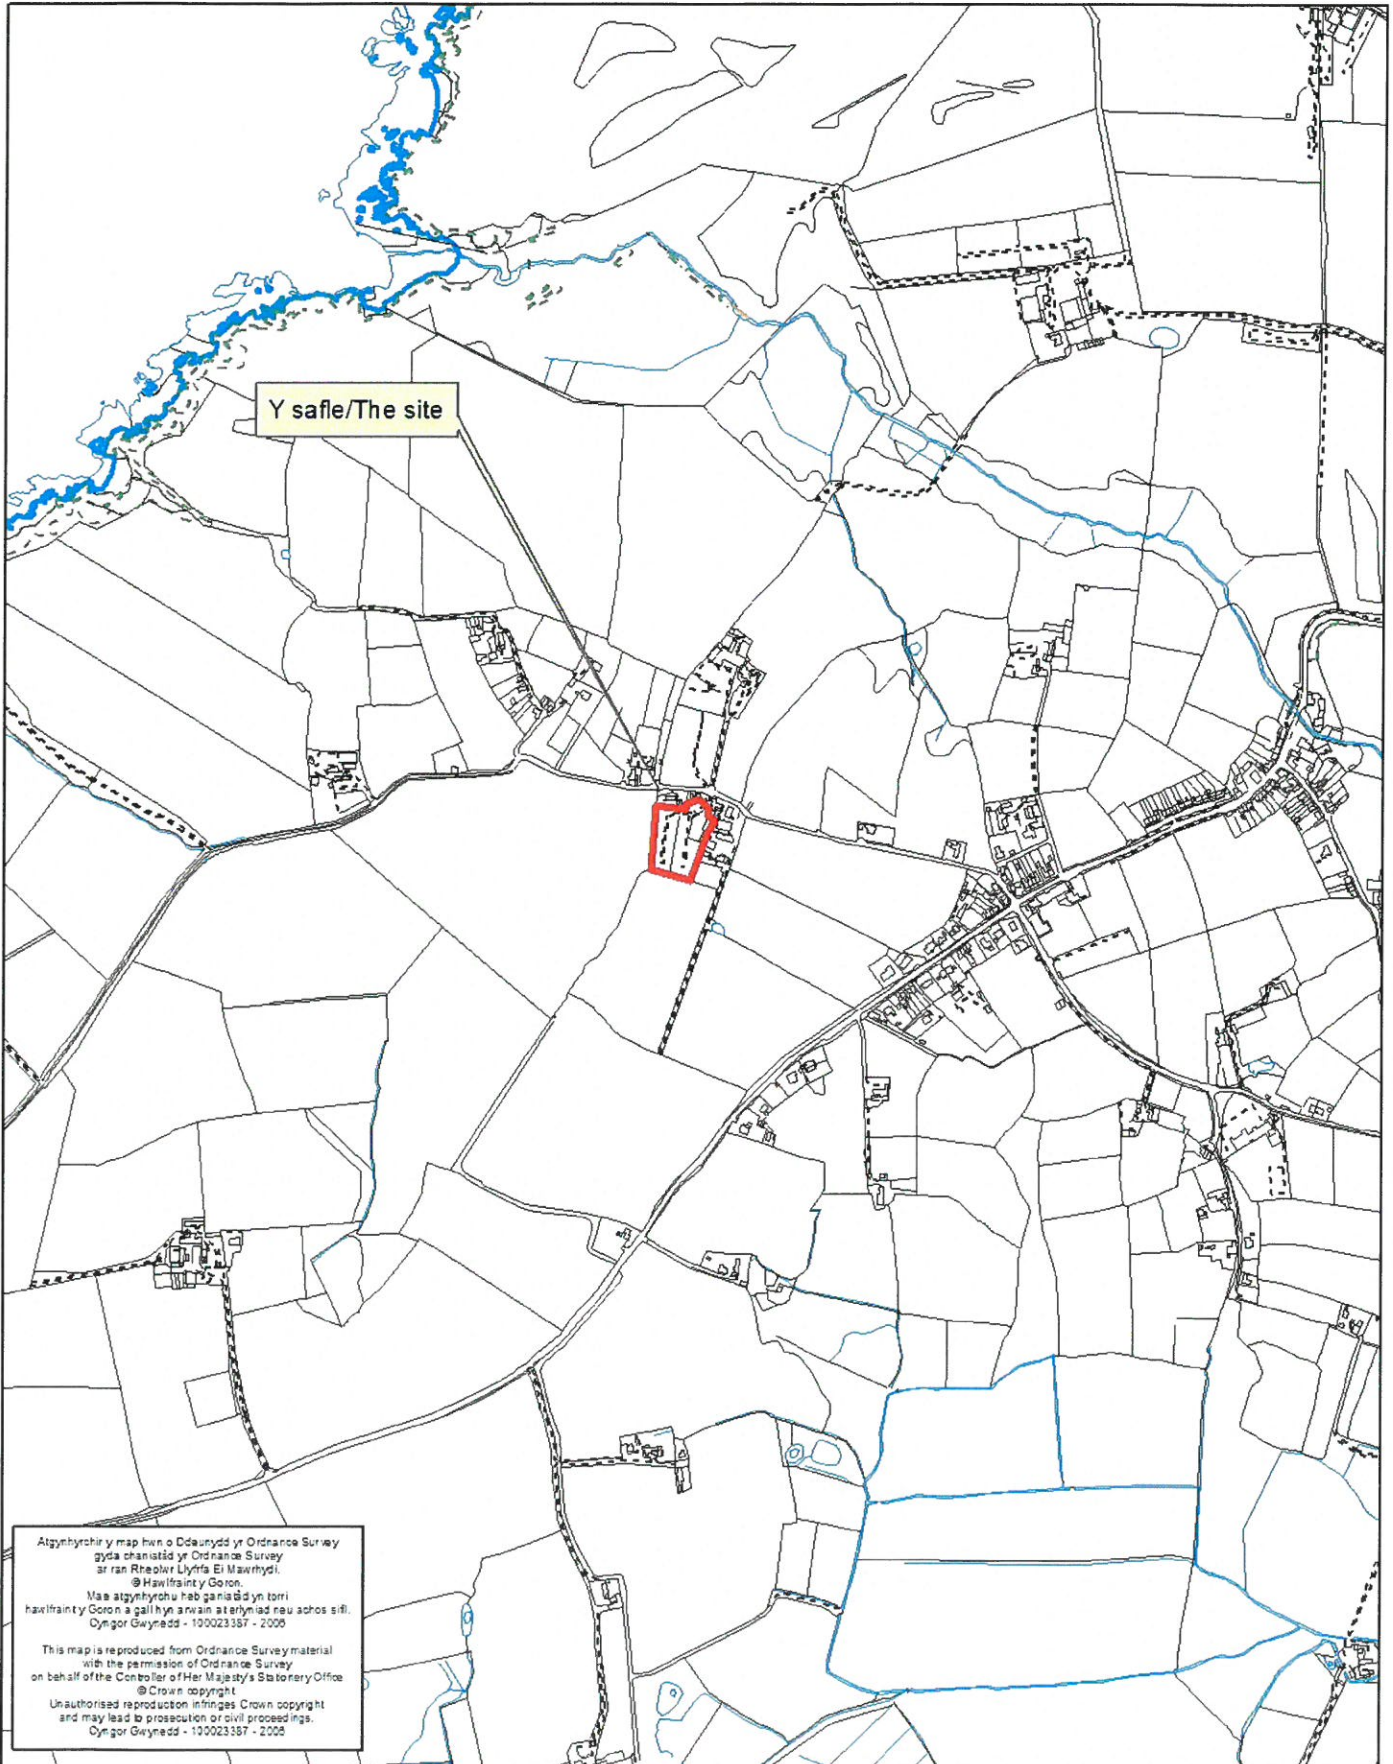 Y safle/The site
Atgynhyrchir y map hwn o Ddeunydd yr Ordnance Survey
gyda chaniatâd yr Ordnance Survey
ar ran Rheolwr Llyfrfa Ei Mawrhydi.
© Hawlfraint y Goron.
Mae atgynhyrchu heb ganiatâd yn torri
hawlfraint y Goron a gall hyn arwain at erlyniad neu achos sifil.
Cyngor Gwynedd - 100023387 - 2008
This map is reproduced from Ordnance Survey material
with the permission of Ordnance Survey
on behalf of the Controller of Her Majesty's Stationery Office
© Crown copyright
Unauthorised reproduction infringes Crown copyright
and may lead to prosecution or civil proceedings.
Cyngor Gwynedd - 100023387 - 2008